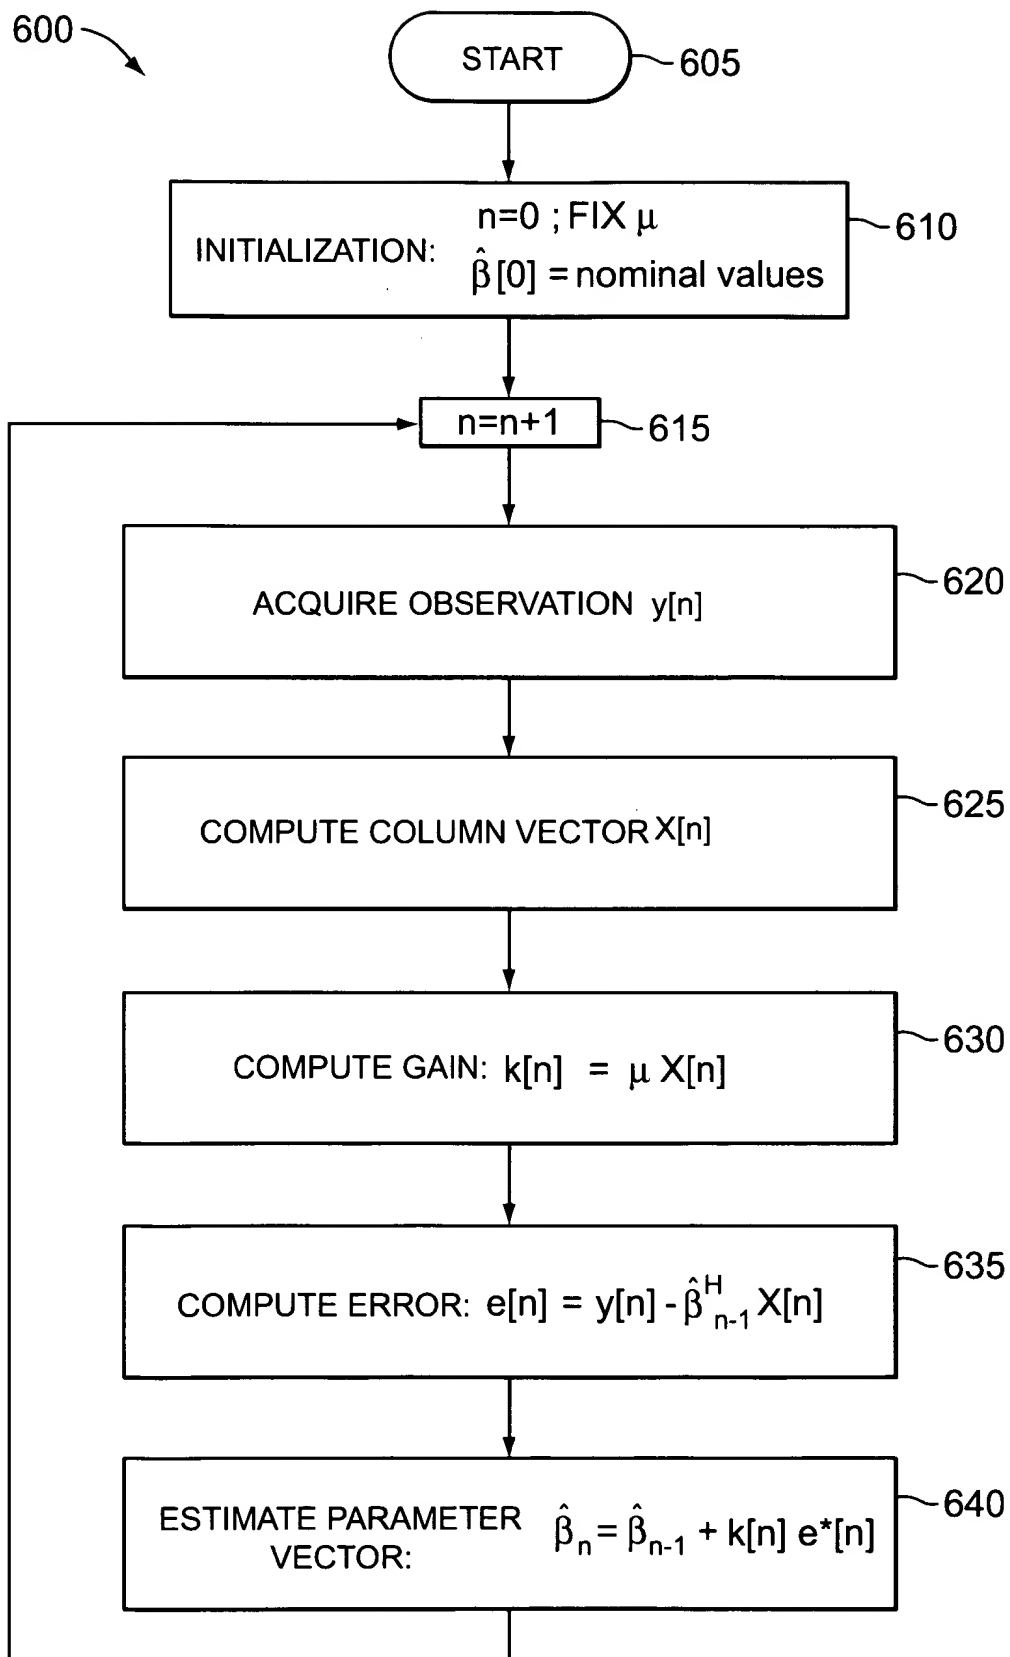 600
START
605
n=0 ; FIX μ
INITIALIZATION:
β̂[0] = nominal values
610
n=n+1
615
ACQUIRE OBSERVATION y[n]
620
COMPUTE COLUMN VECTOR X[n]
625
COMPUTE GAIN: k[n] = μ X[n]
630
COMPUTE ERROR: e[n] = y[n] - β̂ᴴₙ₋₁ X[n]
635
ESTIMATE PARAMETER
VECTOR:
β̂ₙ = β̂ₙ₋₁ + k[n] e*[n]
640